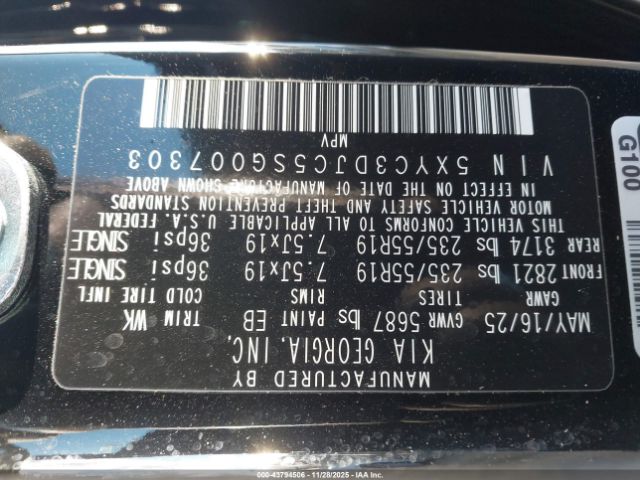 MANUFACTURED BY
KIA GEORGIA, INC.
MAY/16/25 GVWR 5687 lbs PAINT EB TRIM WK
GAWR TIRES RIMS COLD TIRE INFL
FRONT 2821 lbs 235/55R19 7.5Jx19 36psi SINGLE
REAR 3174 lbs 235/55R19 7.5Jx19 36psi SINGLE
THIS VEHICLE CONFORMS TO ALL APPLICABLE U.S.A. FEDERAL
MOTOR VEHICLE SAFETY AND THEFT PREVENTION STANDARDS
IN EFFECT ON THE DATE OF MANUFACTURE SHOWN ABOVE
VIN 5XYC3DJC5SG007303
MPV
G100
000-43794506 - 11/28/2025 - IAA Inc.